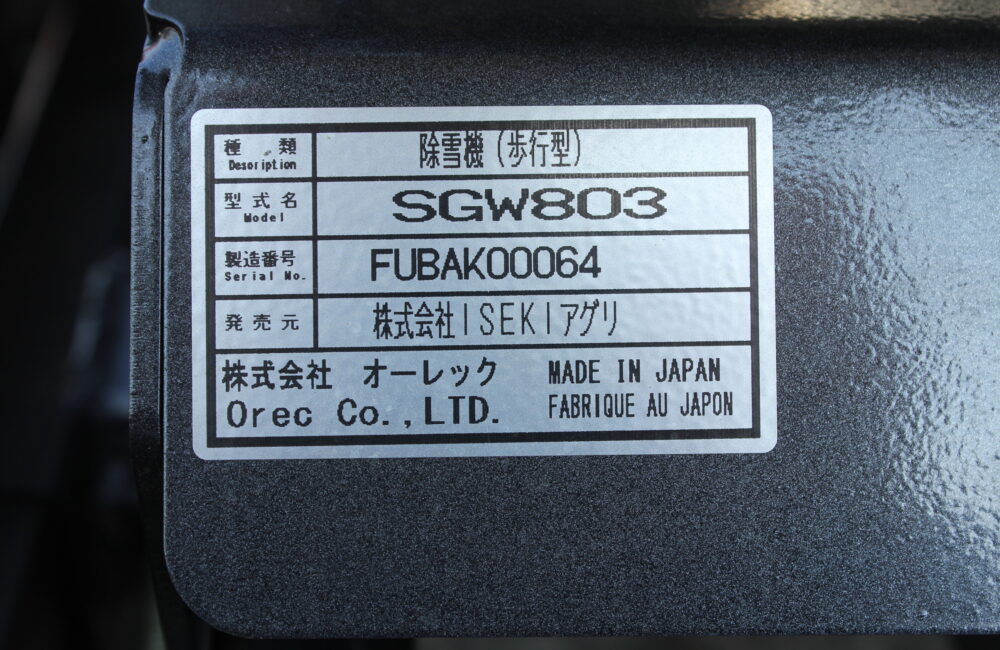 種類 除雪機（歩行型）
Description
型式名 SGW803
Model
製造番号 FUBAK00064
Serial No.
発売元 株式会社ISEKIアグリ
株式会社 オーレック MADE IN JAPAN
Orec Co.,LTD. FABRIQUE AU JAPON